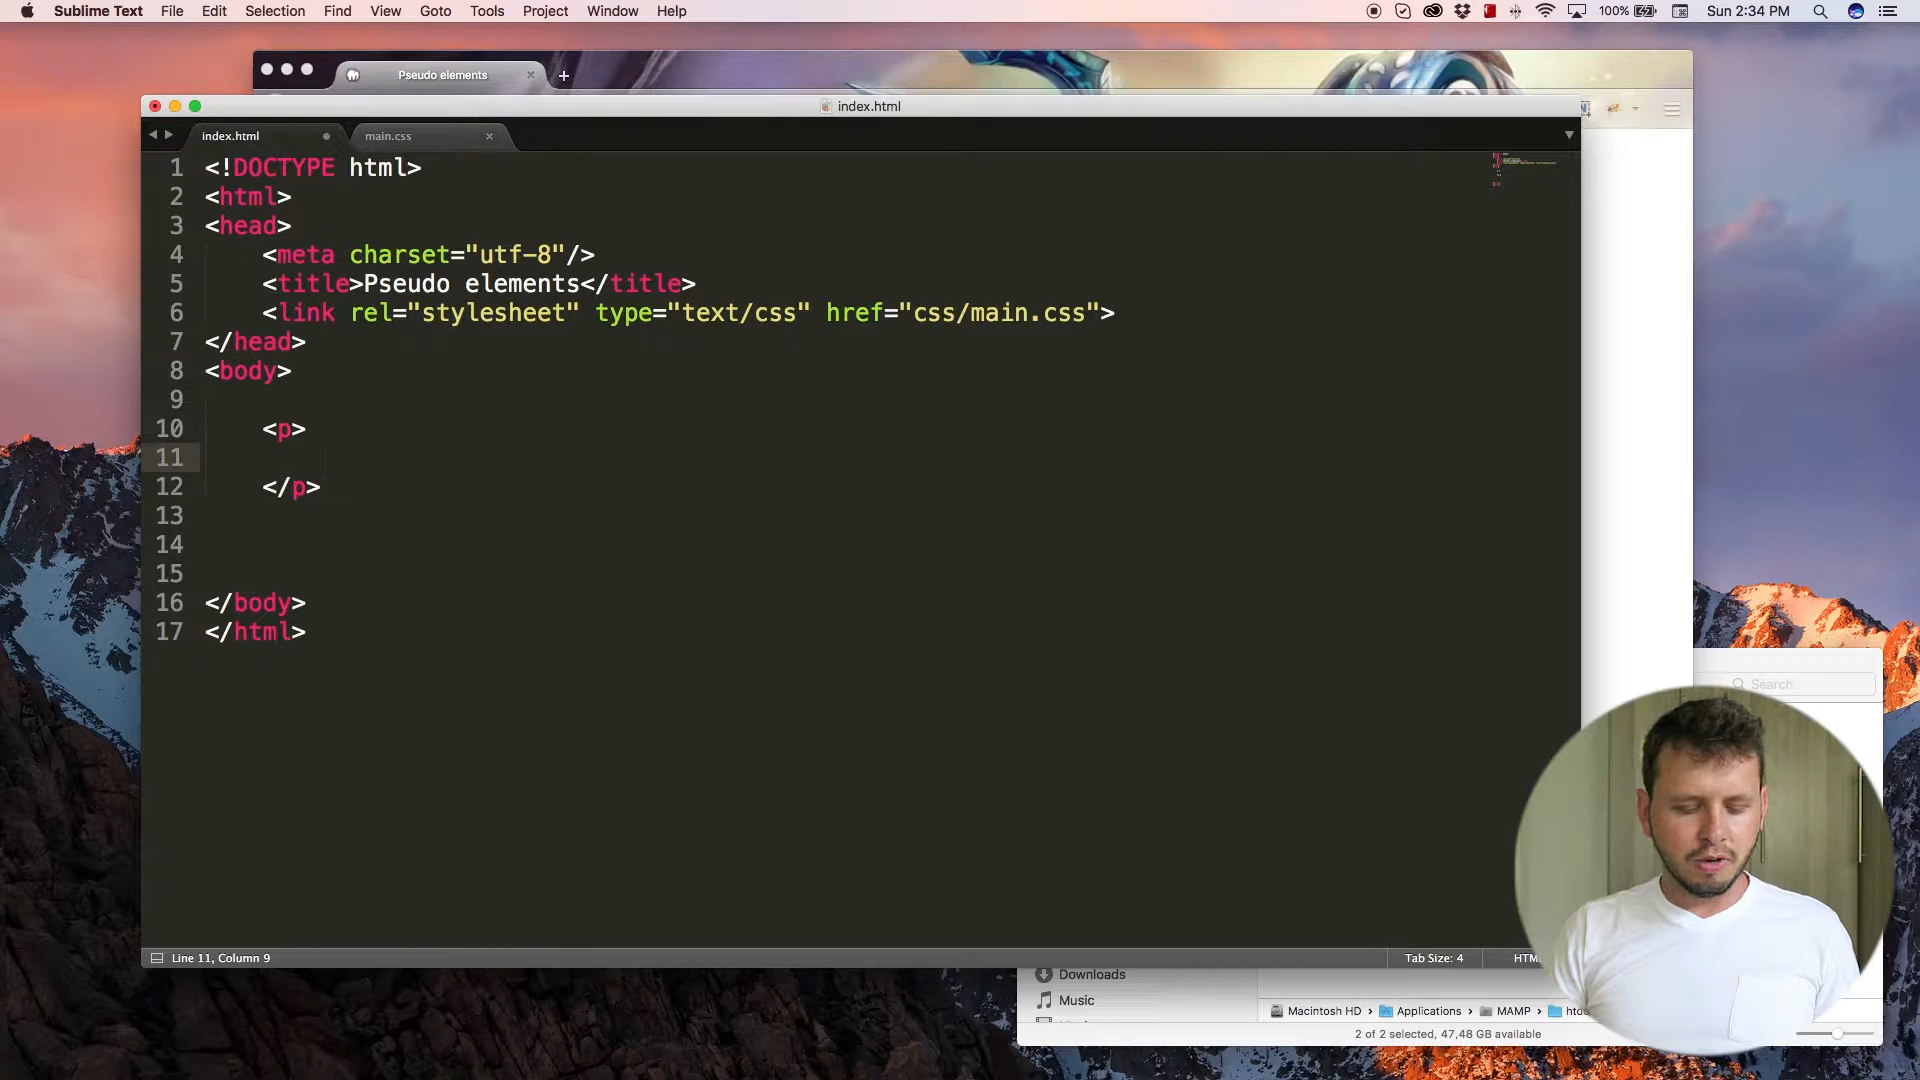 Sublime Text File Edit Selection Find View Goto Tools Project Window Help 100% Sun 2:34 PM
Pseudo elements
index.html
index.html main.css
1 <!DOCTYPE html>
2 <html>
3 <head>
4 <meta charset="utf-8"/>
5 <title>Pseudo elements</title>
6 <link rel="stylesheet" type="text/css" href="css/main.css">
7 </head>
8 <body>
9
10 <p>
11
12 </p>
13
14
15
16 </body>
17 </html>
Search
Line 11, Column 9 Tab Size: 4
Downloads
Music
Macintosh HD Applications MAMP
2 of 2 selected, 47,48 GB available